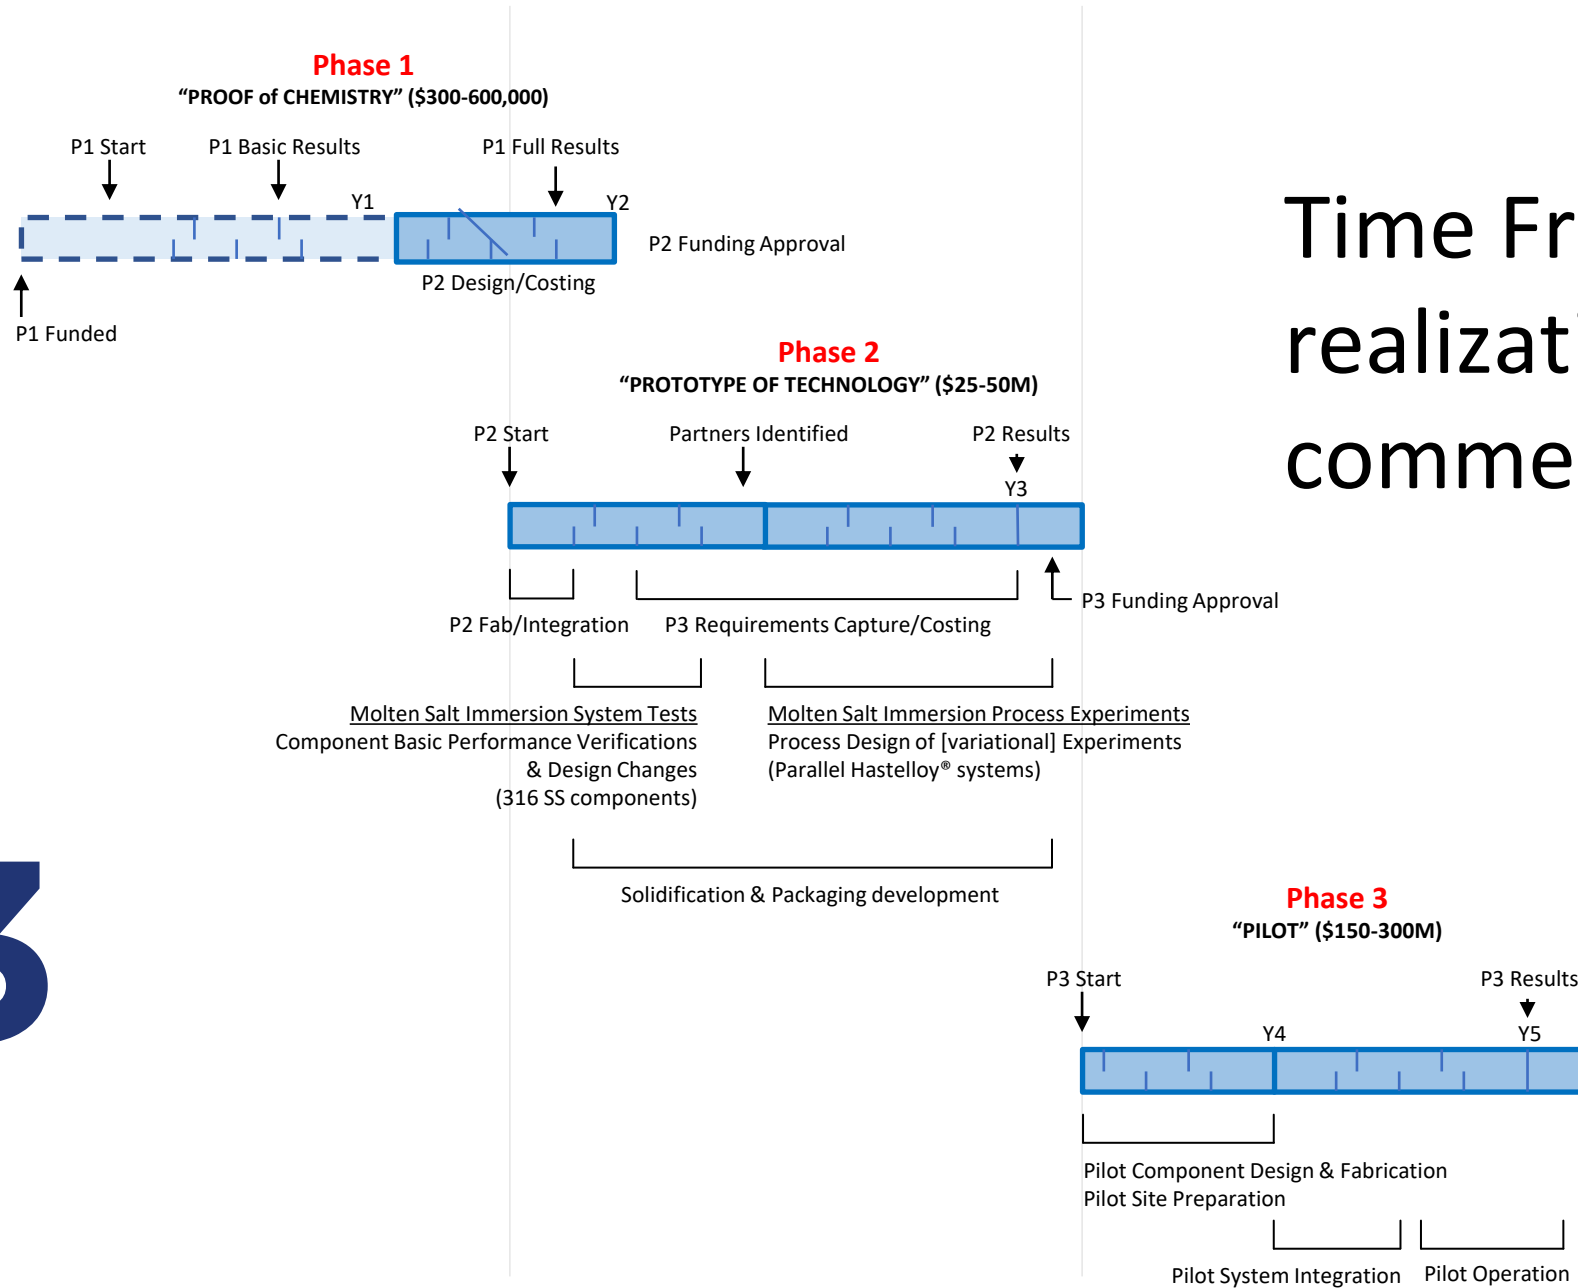 Phase 1
“PROOF of CHEMISTRY” ($300-600,000)
P1 Start
P1 Basic Results
P1 Full Results
Y1
Y2
P2 Funding Approval
P2 Design/Costing
P1 Funded
Time Fr
realizati
comme
Phase 2
“PROTOTYPE OF TECHNOLOGY” ($25-50M)
P2 Start
Partners Identified
P2 Results
Y3
P3 Funding Approval
P2 Fab/Integration
P3 Requirements Capture/Costing
Molten Salt Immersion System Tests
Component Basic Performance Verifications
& Design Changes
(316 SS components)
Molten Salt Immersion Process Experiments
Process Design of [variational] Experiments
(Parallel Hastelloy® systems)
Solidification & Packaging development
3
Phase 3
“PILOT” ($150-300M)
P3 Start
P3 Results
Y4
Y5
Pilot Component Design & Fabrication
Pilot Site Preparation
Pilot System Integration
Pilot Operation